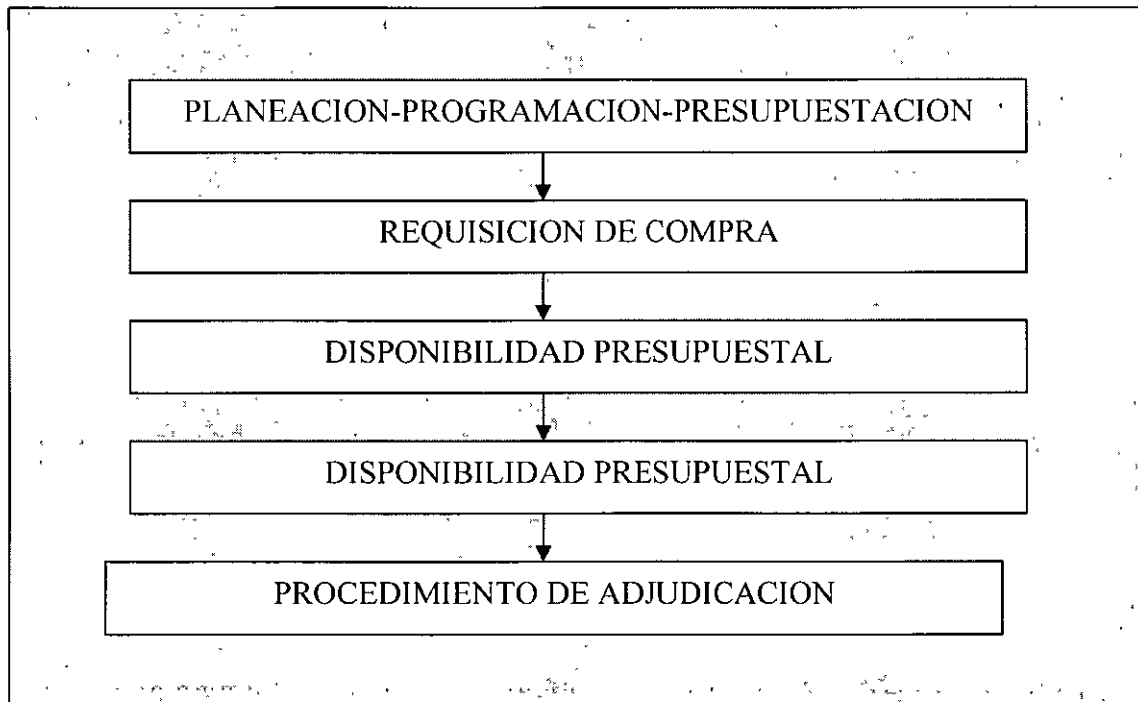 PLANEACION-PROGRAMACION-PRESUPUESTACION
REQUISICION DE COMPRA
DISPONIBILIDAD PRESUPUESTAL
DISPONIBILIDAD PRESUPUESTAL
PROCEDIMIENTO DE ADJUDICACION